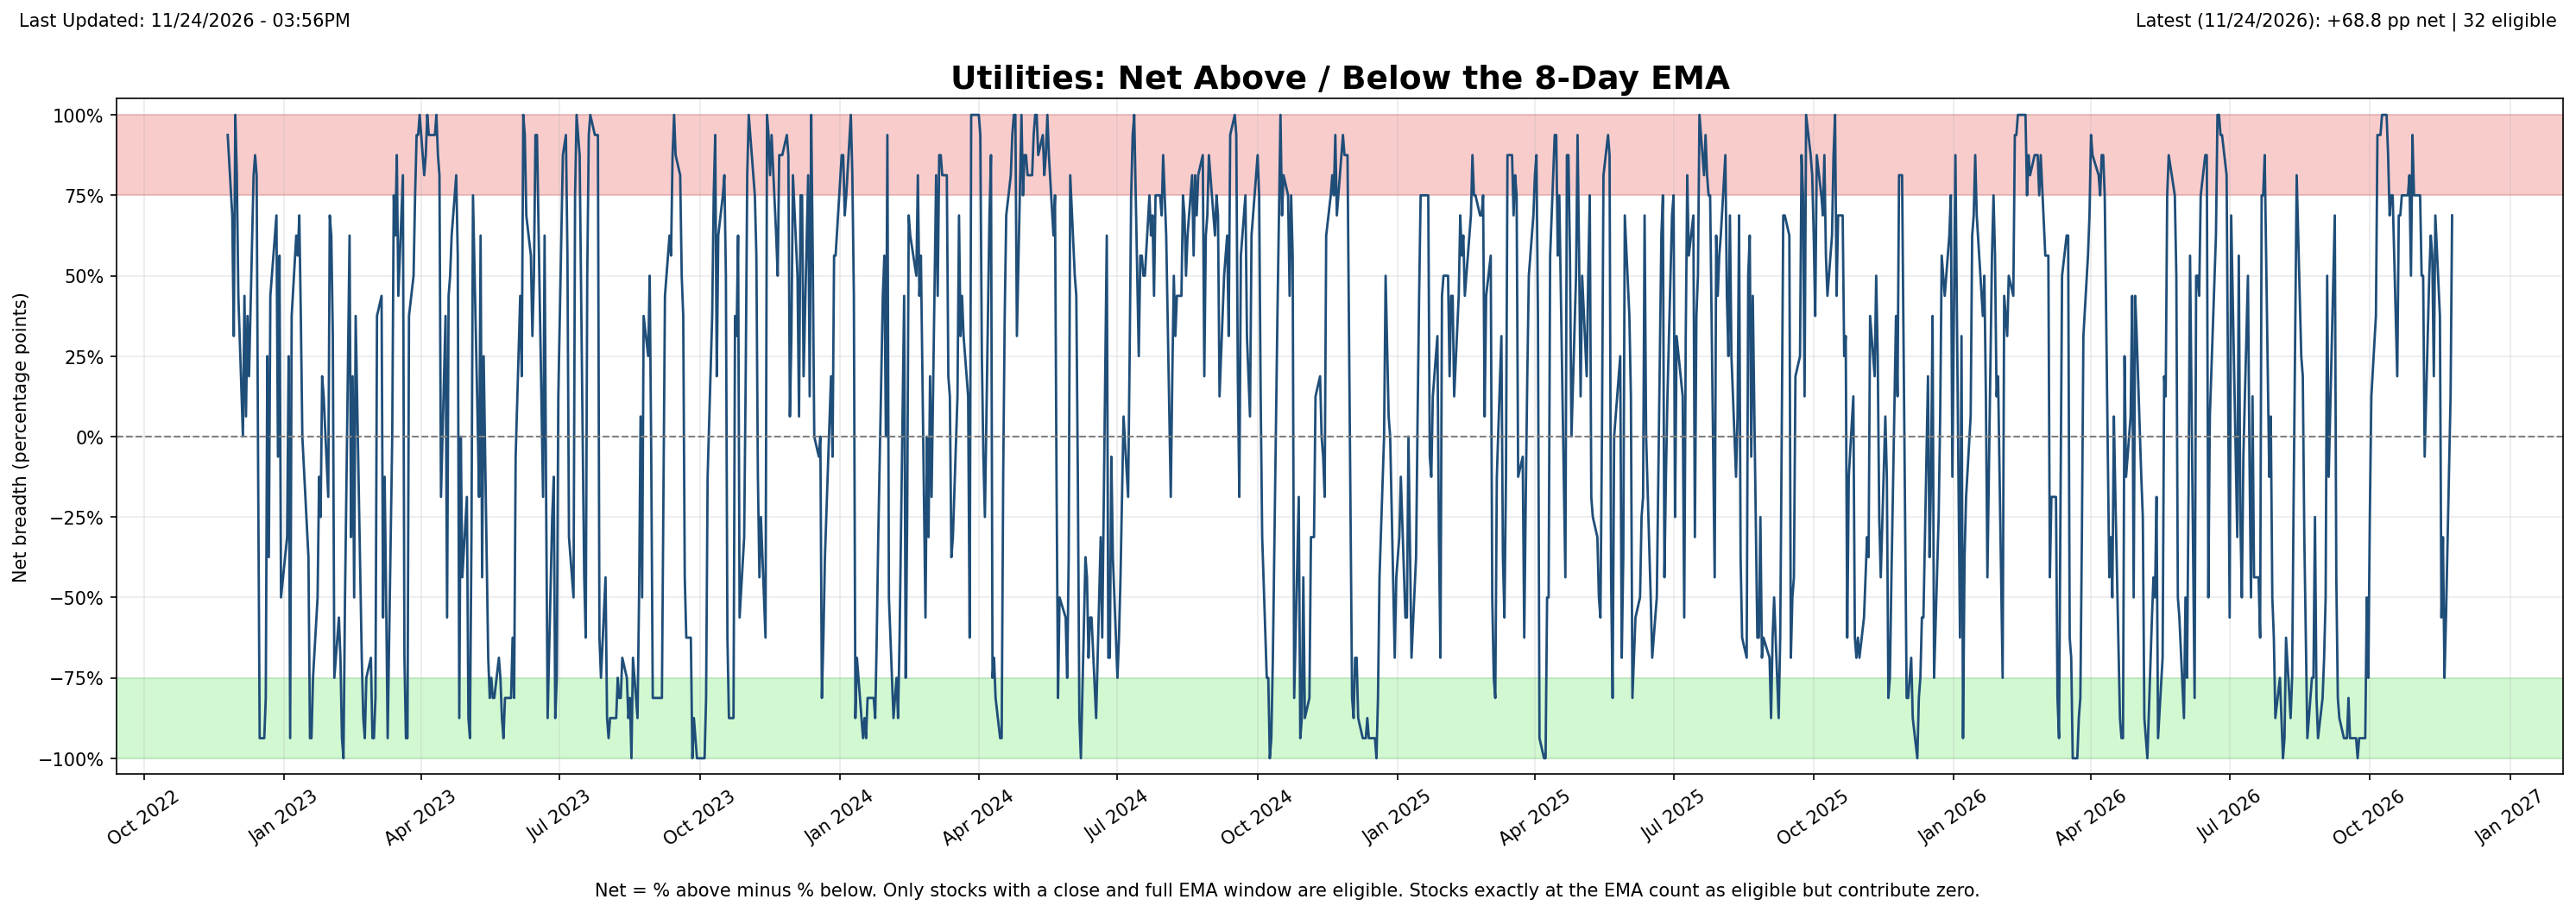 Last Updated: 11/24/2026 - 03:56PM
Latest (11/24/2026): +68.8 pp net | 32 eligible
Utilities: Net Above / Below the 8-Day EMA
Net breadth (percentage points)
100%
75%
50%
25%
0%
−25%
−50%
−75%
−100%
Oct 2022
Jan 2023
Apr 2023
Jul 2023
Oct 2023
Jan 2024
Apr 2024
Jul 2024
Oct 2024
Jan 2025
Apr 2025
Jul 2025
Oct 2025
Jan 2026
Apr 2026
Jul 2026
Oct 2026
Jan 2027
Net = % above minus % below. Only stocks with a close and full EMA window are eligible. Stocks exactly at the EMA count as eligible but contribute zero.